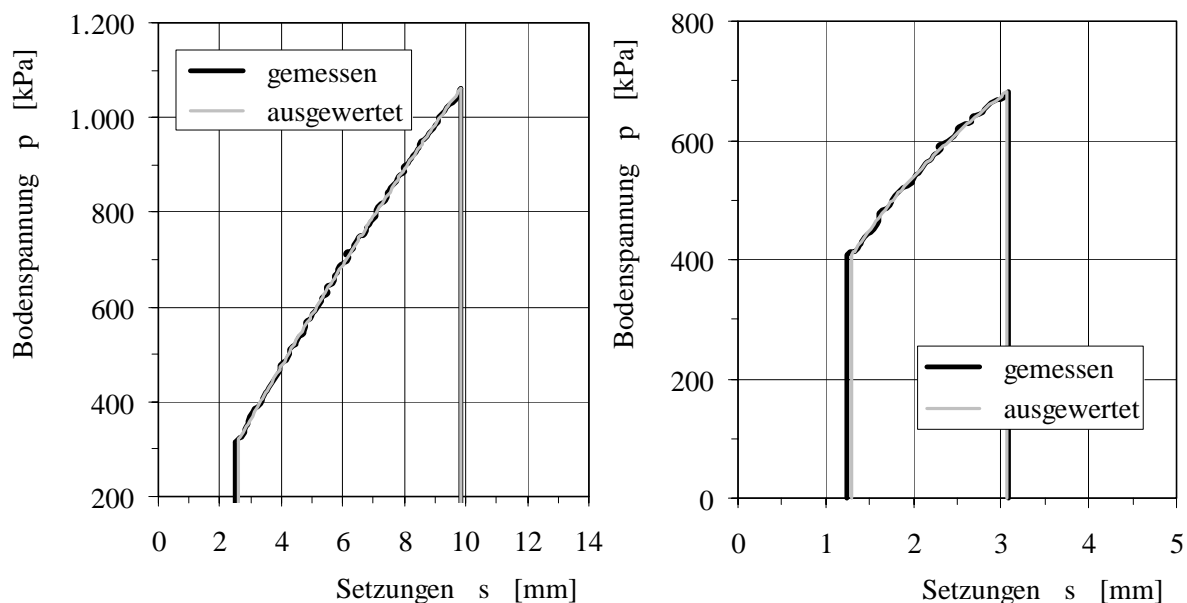 Bodenspannung p [kPa]
1.200
1.000
800
600
400
200
gemessen
ausgewertet
0 2 4 6 8 10 12 14
Setzungen s [mm]
Bodenspannung p [kPa]
800
600
400
200
0
gemessen
ausgewertet
0 1 2 3 4 5
Setzungen s [mm]